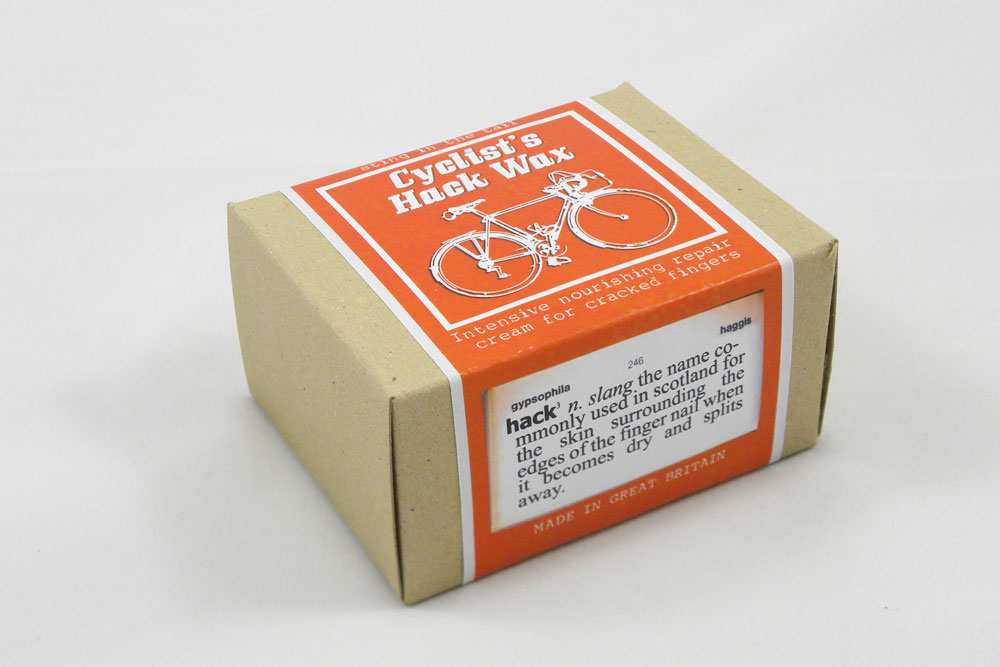 sting in the tail
Cyclist's
Hack Wax
Intensive nourishing repair
cream for cracked fingers
gypsophila 246 haggis
hack³ n. slang the name co-
mmonly used in scotland for
the skin surrounding the
edges of the finger nail when
it becomes dry and splits
away.
MADE IN GREAT BRITAIN